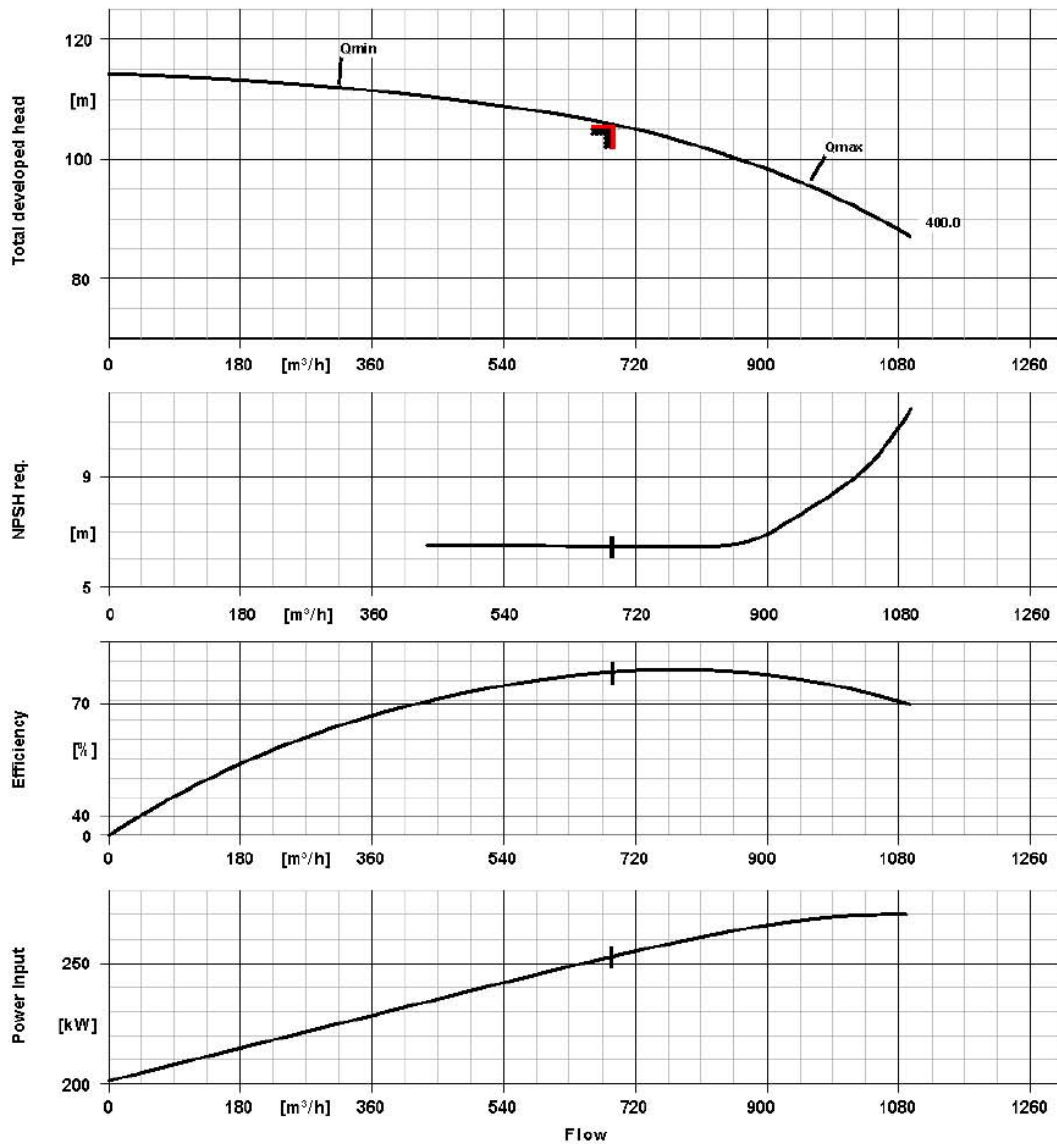 Total developed head
[m]
120
100
80
Qmin
Qmax
400.0
0 180 [m³/h] 360 540 720 900 1080 1260
NPSH req.
[m]
9
5
0 180 [m³/h] 360 540 720 900 1080 1260
Efficiency
[%]
70
40
0
0 180 [m³/h] 360 540 720 900 1080 1260
Power Input
[kW]
250
200
0 180 [m³/h] 360 540 720 900 1080 1260
Flow